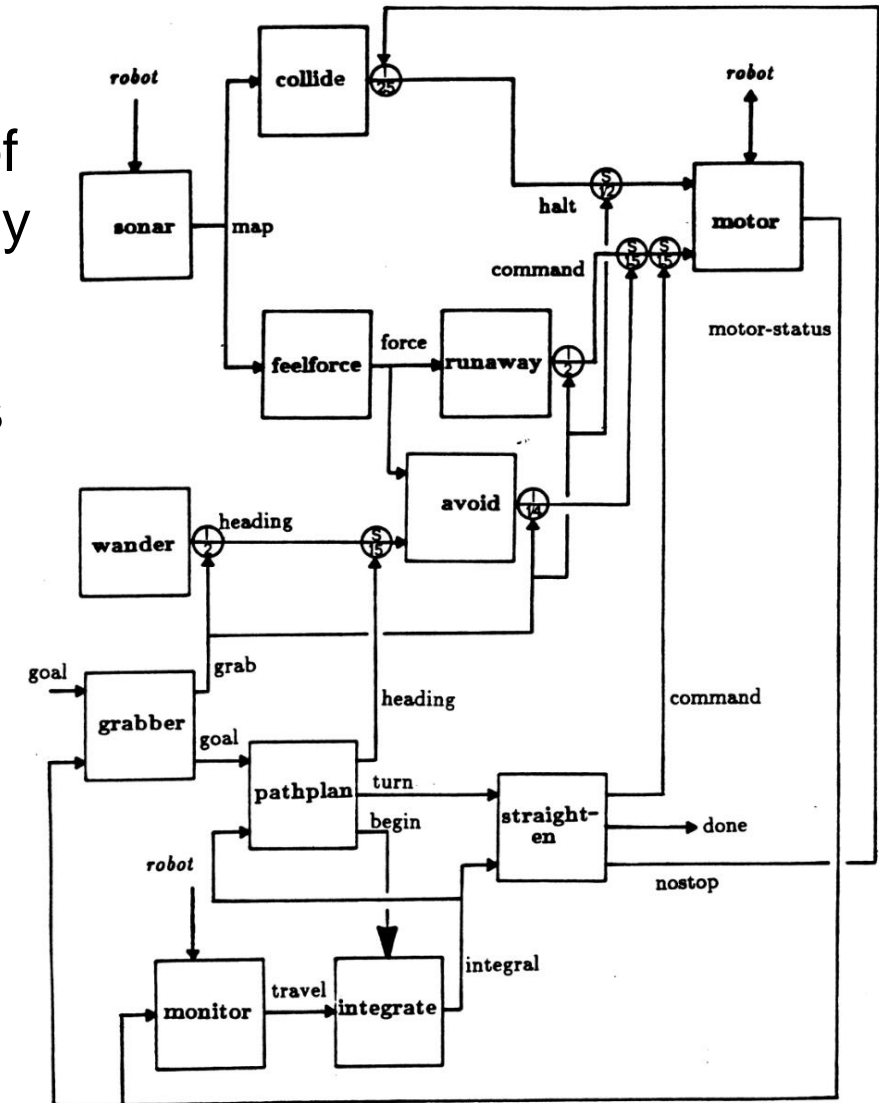 collide
I
25
robot
robot
of
y
sonar
map
S
12
halt
motor
command
S
15
S
15
motor-status
feelforce
force
runaway
I
2
s
avoid
I
14
wander
I
2
heading
S
15
goal
grab
grabber
heading
command
goal
pathplan
turn
begin
straight-
en
done
robot
nostop
integral
monitor
travel
integrate